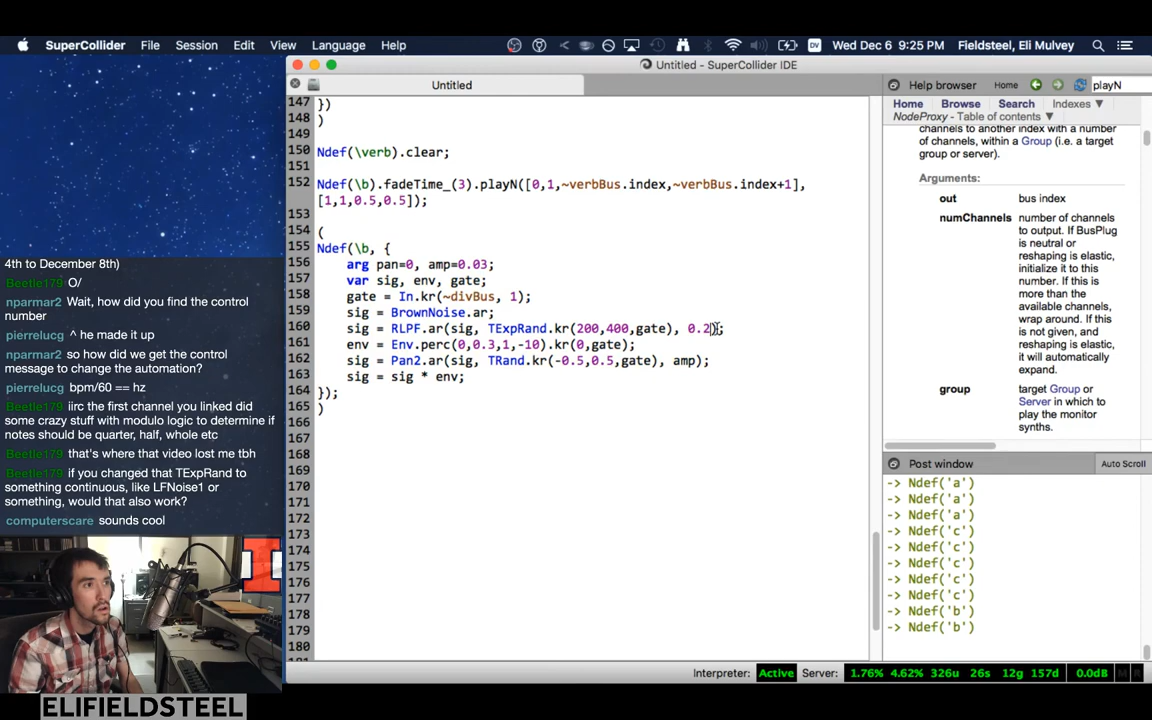 SuperCollider File Session Edit View Language Help
DV Wed Dec 6 9:25 PM Fieldsteel, Eli Mulvey
Untitled - SuperCollider IDE
Untitled
147 })
148 )
149
150 Ndef(\verb).clear;
151
152 Ndef(\b).fadeTime_(3).playN([0,1,~verbBus.index,~verbBus.index+1],
[1,1,0.5,0.5]);
153
154 (
155 Ndef(\b, {
156 arg pan=0, amp=0.03;
157 var sig, env, gate;
158 gate = In.kr(~divBus, 1);
159 sig = BrownNoise.ar;
160 sig = RLPF.ar(sig, TExpRand.kr(200,400,gate), 0.2);
161 env = Env.perc(0,0.3,1,-10).kr(0,gate);
162 sig = Pan2.ar(sig, TRand.kr(-0.5,0.5,gate), amp);
163 sig = sig * env;
164 });
165 )
166
167
168
169
170
171
172
173
174
175
176
177
178
179
180
Help browser Home playN
Home Browse Search Indexes ▼
NodeProxy - Table of contents ▼
channels to another index with a number
of channels, within a Group (i.e. a target
group or server).
Arguments:
out bus index
numChannels number of channels
to output. If BusPlug
is neutral or
reshaping is elastic,
initialize it to this
number. If this is
more than the
available channels,
wrap around. If this
is not given, and
reshaping is elastic,
it will automatically
expand.
group target Group or
Server in which to
play the monitor
synths.
Post window Auto Scroll
-> Ndef('a')
-> Ndef('a')
-> Ndef('a')
-> Ndef('c')
-> Ndef('c')
-> Ndef('c')
-> Ndef('c')
-> Ndef('c')
-> Ndef('b')
-> Ndef('b')
Interpreter: Active Server: 1.76% 4.62% 326u 26s 12g 157d 0.0dB M R
4th to December 8th)
Beetle179 O/
nparmar2 Wait, how did you find the control
number
pierrelucg ^ he made it up
nparmar2 so how did we get the control
message to change the automation?
pierrelucg bpm/60 == hz
Beetle179 iirc the first channel you linked did
some crazy stuff with modulo logic to determine if
notes should be quarter, half, whole etc
Beetle179 that's where that video lost me tbh
Beetle179 if you changed that TExpRand to
something continuous, like LFNoise1 or
something, would that also work?
computerscare sounds cool
ELIFIELDSTEEL